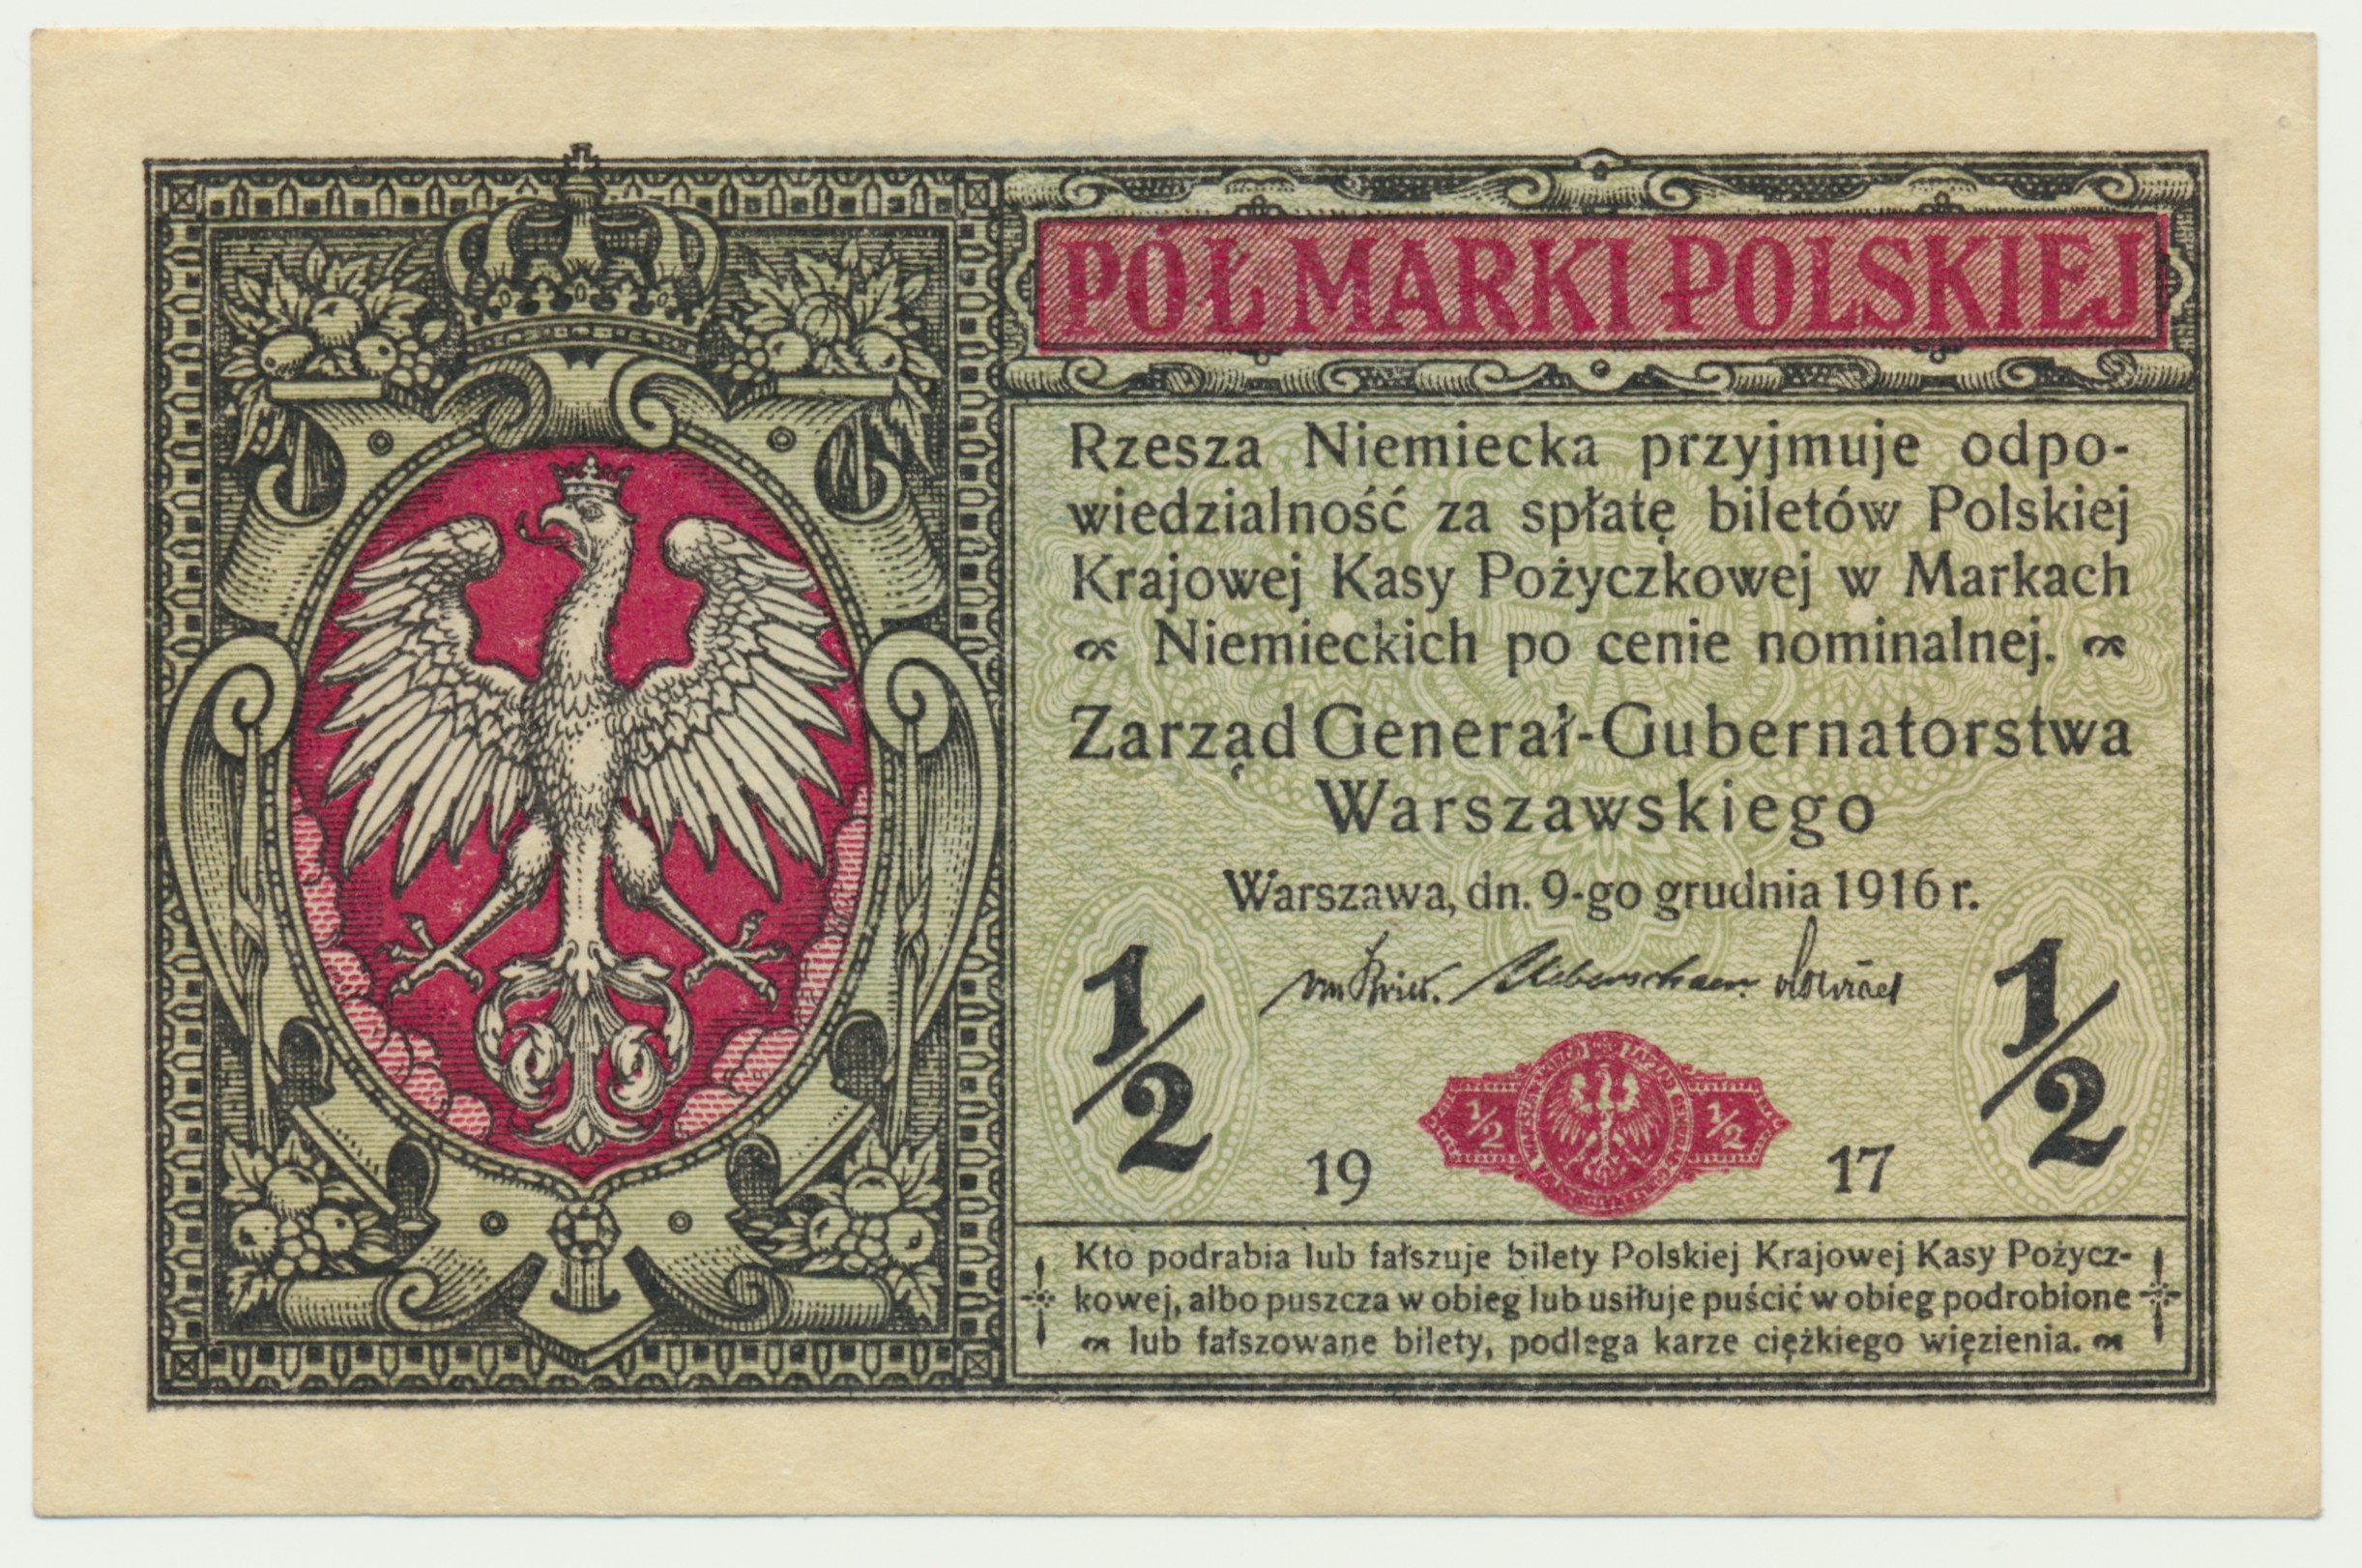 PÓŁ MARKI POLSKIEJ
Rzesza Niemiecka przyjmuje odpo-
wiedzialność za spłatę biletów Polskiej
Krajowej Kasy Pożyczkowej w Markach
Niemieckich po cenie nominalnej.
Zarząd Generał-Gubernatorstwa
Warszawskiego
Warszawa, dn. 9-go grudnia 1916 r.
1/2 1/2
1/2 1/2
19 17
Kto podrabia lub fałszuje bilety Polskiej Krajowej Kasy Pożycz-
kowej, albo puszcza w obieg lub usiłuje puścić w obieg podrobione
lub fałszowane bilety, podlega karze ciężkiego więzienia.